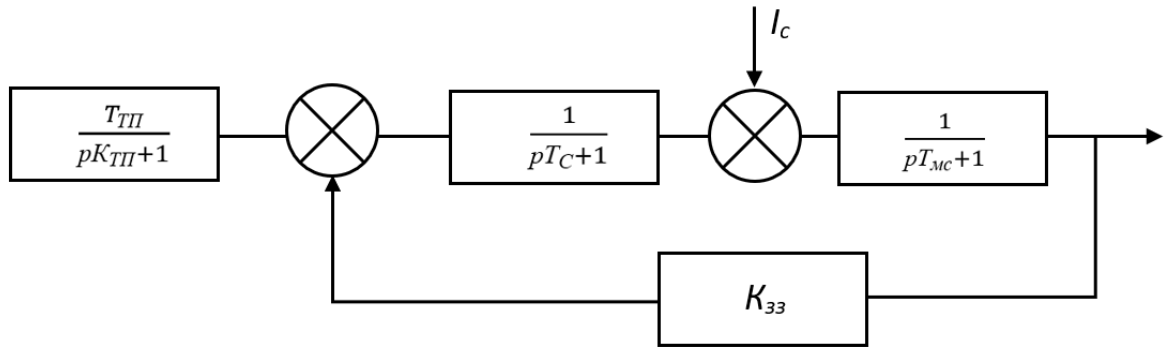 I_c
T_ТП / (pK_ТП+1)
1 / (pT_C+1)
1 / (pT_мс+1)
K_зз